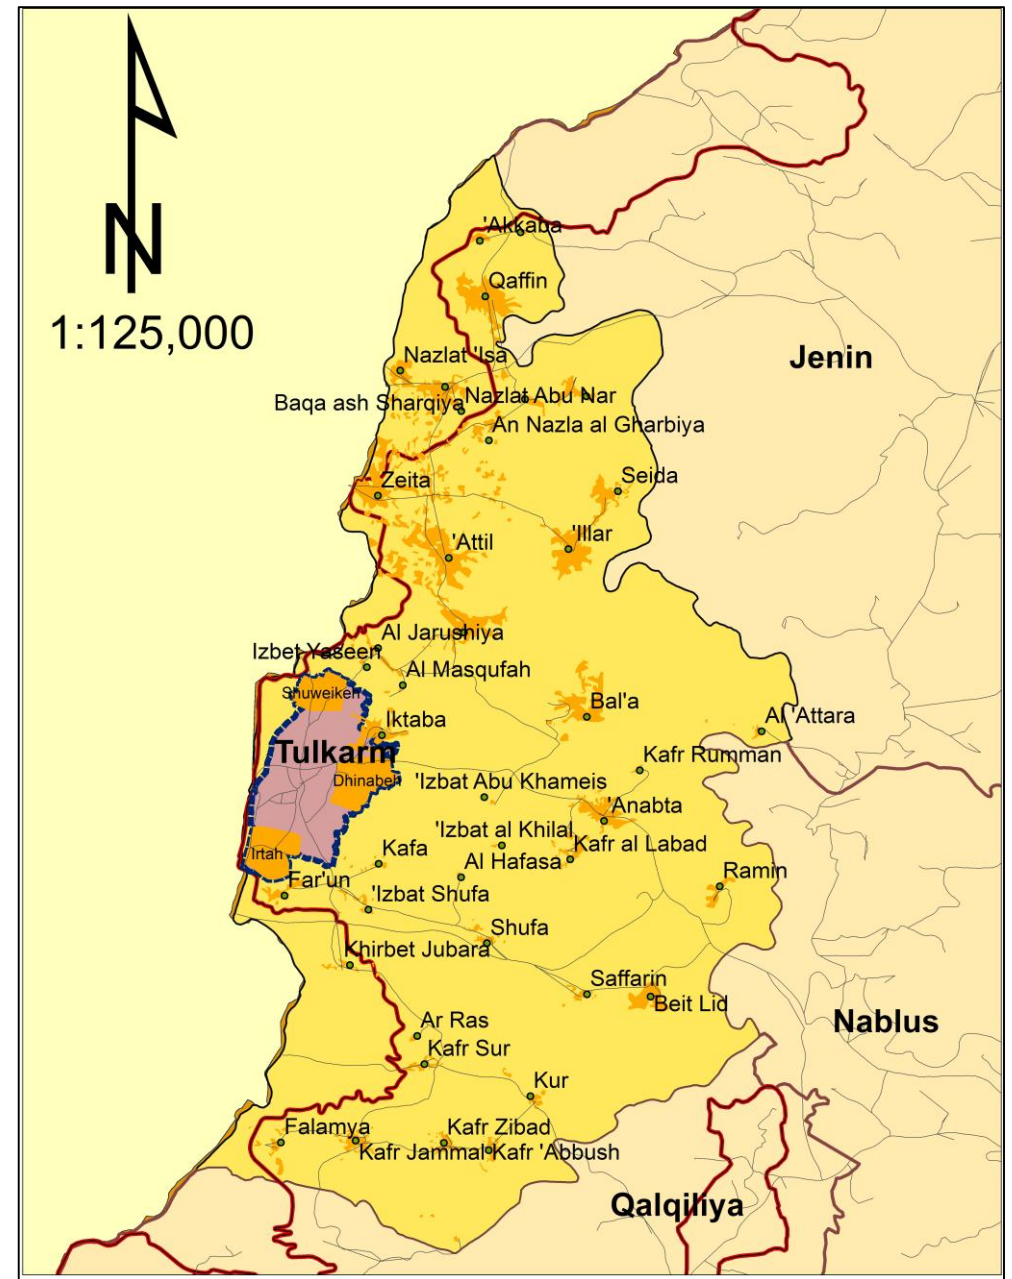 'Akkaba
N
Qaffin
1:125,000
Nazlat 'Isa
Jenin
Baqa ash Sharqiya
Nazlat Abu Nar
An Nazla al Gharbiya
Zeita
Seida
'Attil
'Illar
Al Jarushiya
Izbet Yaseen
Al Masqufah
Shuweikeh
Bal'a
Iktaba
Al 'Attara
Tulkarm
Kafr Rumman
Dhinabeh
'Izbat Abu Khameis
'Anabta
'Izbat al Khilal
Kafr al Labad
Kafa
Irtah
Al Hafasa
Ramin
Far'un
'Izbat Shufa
Shufa
Khirbet Jubara
Saffarin
Beit Lid
Ar Ras
Nablus
Kafr Sur
Kur
Falamya
Kafr Zibad
Kafr Jammal
Kafr 'Abbush
Qalqiliya